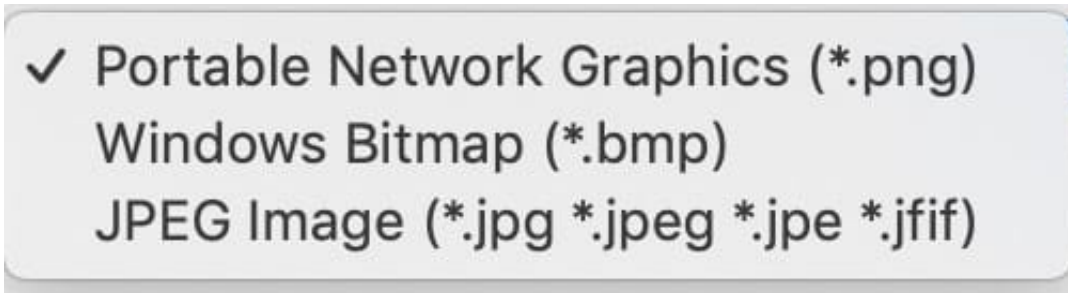 ✓ Portable Network Graphics (*.png)
Windows Bitmap (*.bmp)
JPEG Image (*.jpg *.jpeg *.jpe *.jfif)